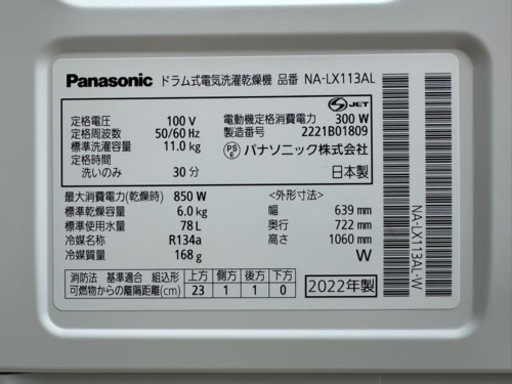 Panasonic ドラム式電気洗濯乾燥機 品番 NA-LX113AL
定格電圧 100 V
定格周波数 50/60 Hz
標準洗濯容量 11.0 kg
定格時間
洗いのみ 30 分
JET
電動機定格消費電力 300 W
製造番号 2221B01809
PS E パナソニック株式会社
日本製
最大消費電力(乾燥時) 850 W
標準乾燥容量 6.0 kg
標準使用水量 78 L
冷媒名称 R134a
冷媒質量 168 g
<外形寸法>
幅 639 mm
奥行 722 mm
高さ 1060 mm
W
消防法 基準適合 組込形 上方 側方 後方 下方
可燃物からの離隔距離(cm) 23 1 1 0
2022年製
NA-LX113AL-W